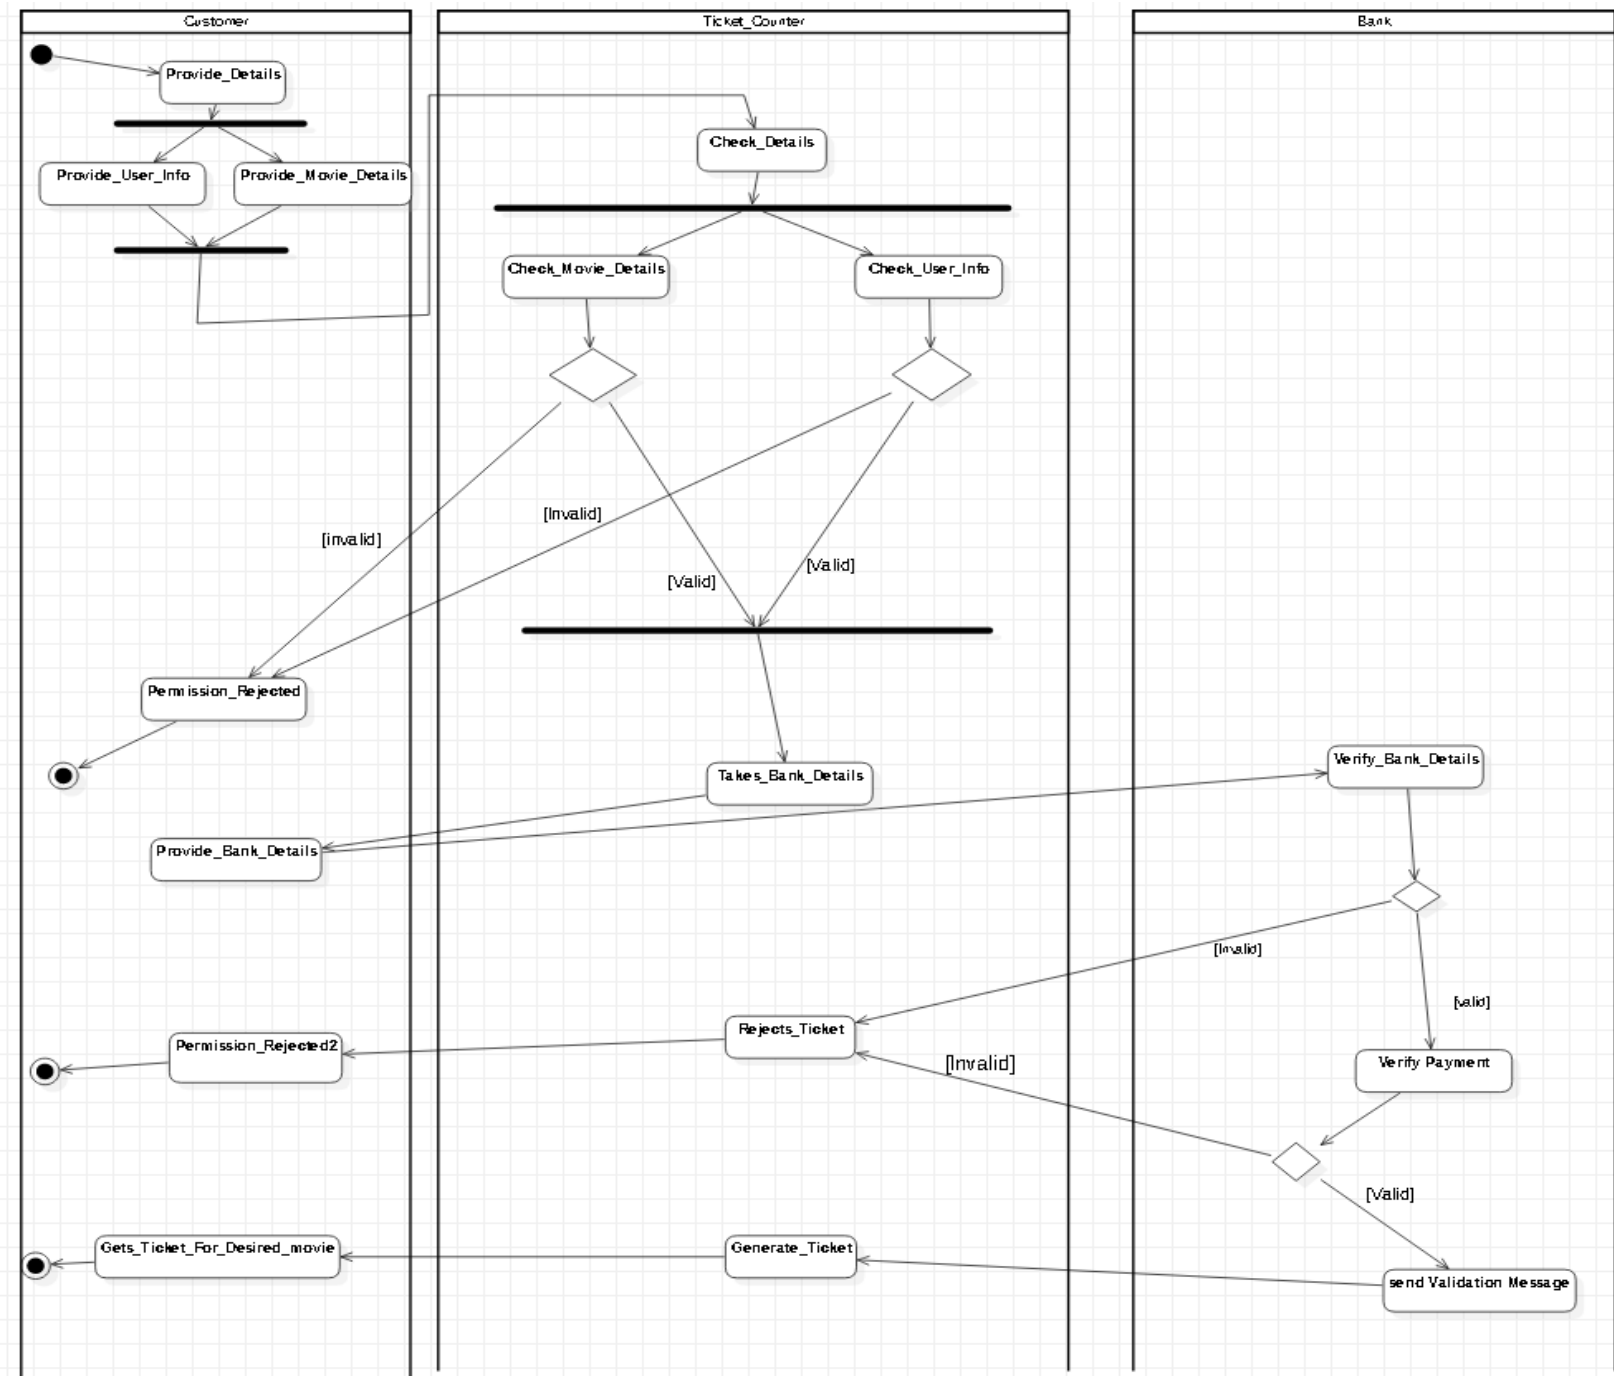 Customer
Ticket_Counter
Bank
Provide_Details
Check_Details
Provide_User_Info
Provide_Movie_Details
Check_Movie_Details
Check_User_Info
[invalid]
[Invalid]
[Valid]
[Valid]
Permission_Rejected
Takes_Bank_Details
Verify_Bank_Details
Provide_Bank_Details
[Invalid]
[valid]
Rejects_Ticket
Permission_Rejected2
[Invalid]
Verify Payment
[Valid]
Gets_Ticket_For_Desired_movie
Generate_Ticket
send Validation Message